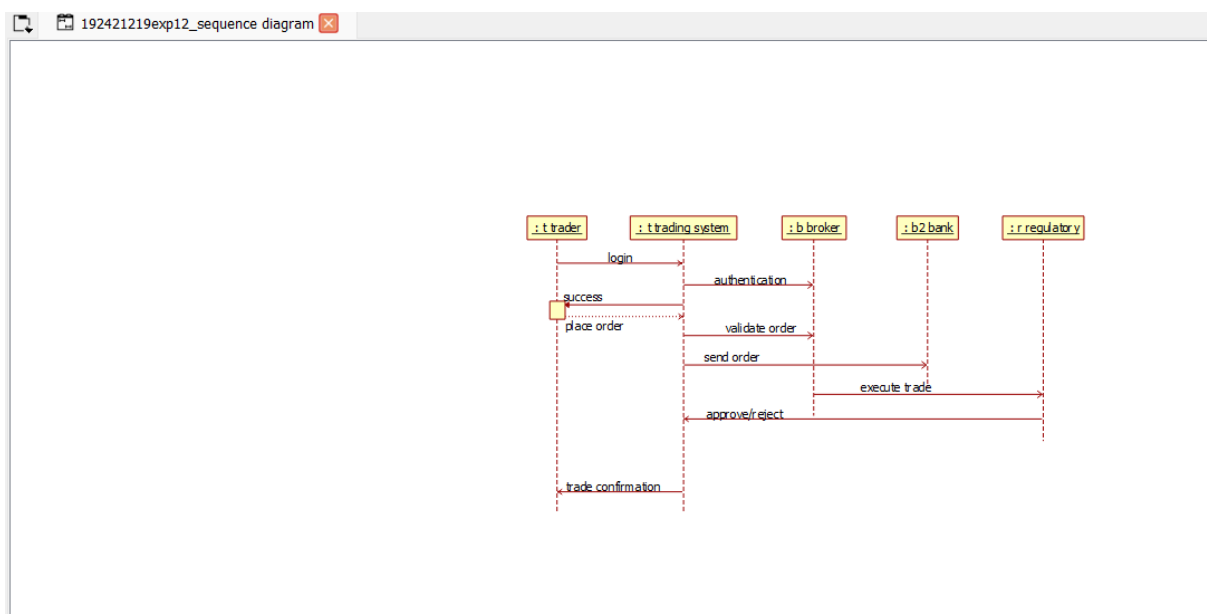 192421219exp12_sequence diagram
: t trader
: t trading system
: b broker
: b2 bank
: r regulatory
login
authentication
success
place order
validate order
send order
execute trade
approve/reject
trade confirmation